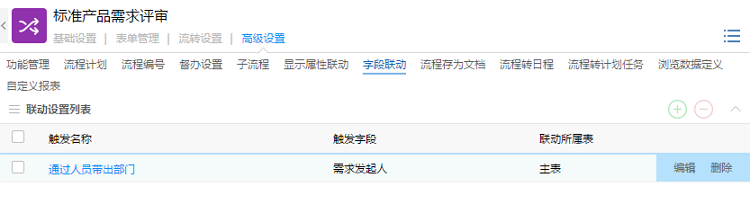 标准产品需求评审
基础设置 | 表单管理 | 流转设置 | 高级设置
功能管理 流程计划 流程编号 督办设置 子流程 显示属性联动 字段联动 流程存为文档 流程转日程 流程转计划任务 浏览数据定义
自定义报表
联动设置列表
触发名称 触发字段 联动所属表
通过人员带出部门 需求发起人 主表 编辑 删除